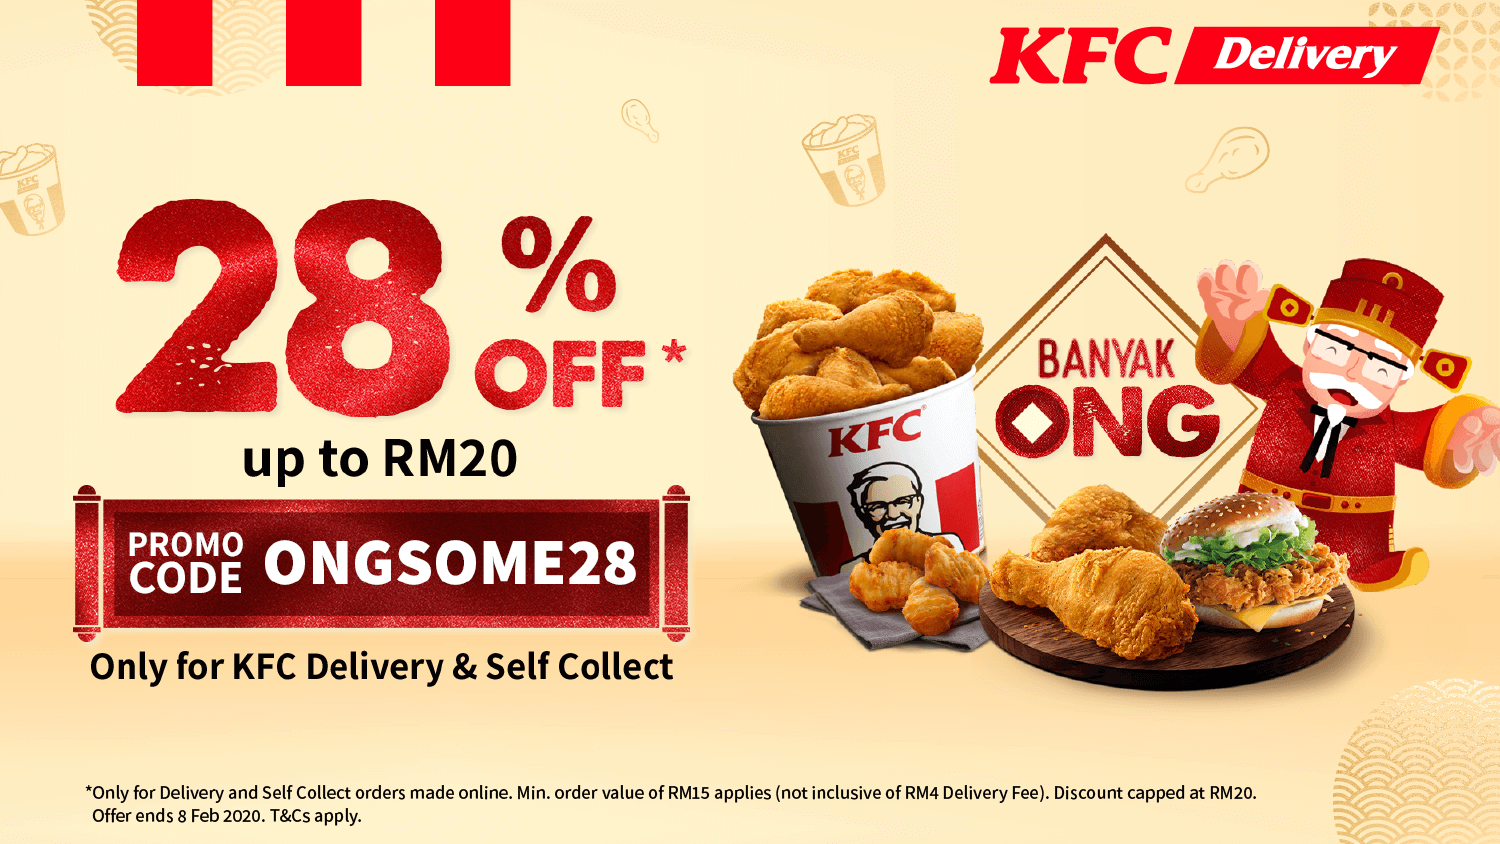 KFC Delivery
28% OFF*
up to RM20
PROMO CODE ONGSOME28
Only for KFC Delivery & Self Collect
BANYAK
ONG
KFC
KFC
KFC
*Only for Delivery and Self Collect orders made online. Min. order value of RM15 applies (not inclusive of RM4 Delivery Fee). Discount capped at RM20.
Offer ends 8 Feb 2020. T&Cs apply.